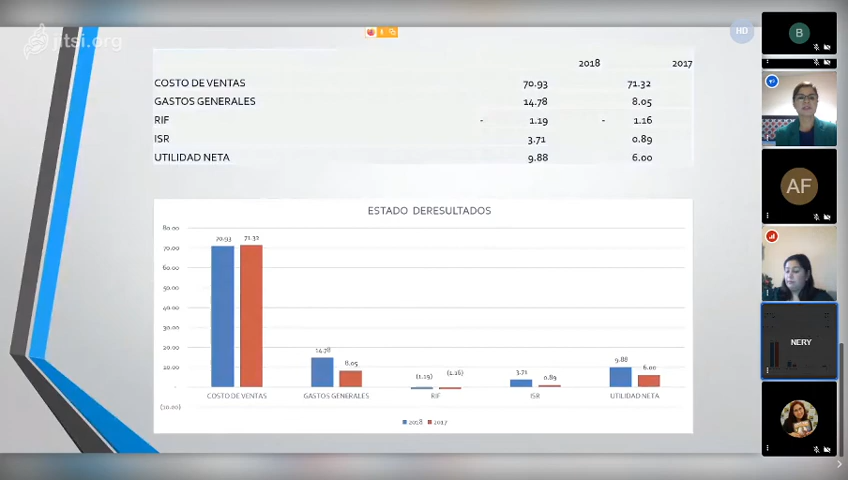 jitsi.org
HD
B
2018 2017
COSTO DE VENTAS 70.93 71.32
GASTOS GENERALES 14.78 8.05
RIF - 1.19 - 1.16
ISR 3.71 0.89
UTILIDAD NETA 9.88 6.00
AF
ESTADO DERESULTADOS
80.00
70.00
60.00
50.00
40.00
30.00
20.00
10.00
-
(10.00)
70.93 71.32
14.78 8.05
(1.19) (1.16)
3.71 0.89
9.88 6.00
COSTO DE VENTAS GASTOS GENERALES RIF ISR UTILIDAD NETA
2018 2017
NERY